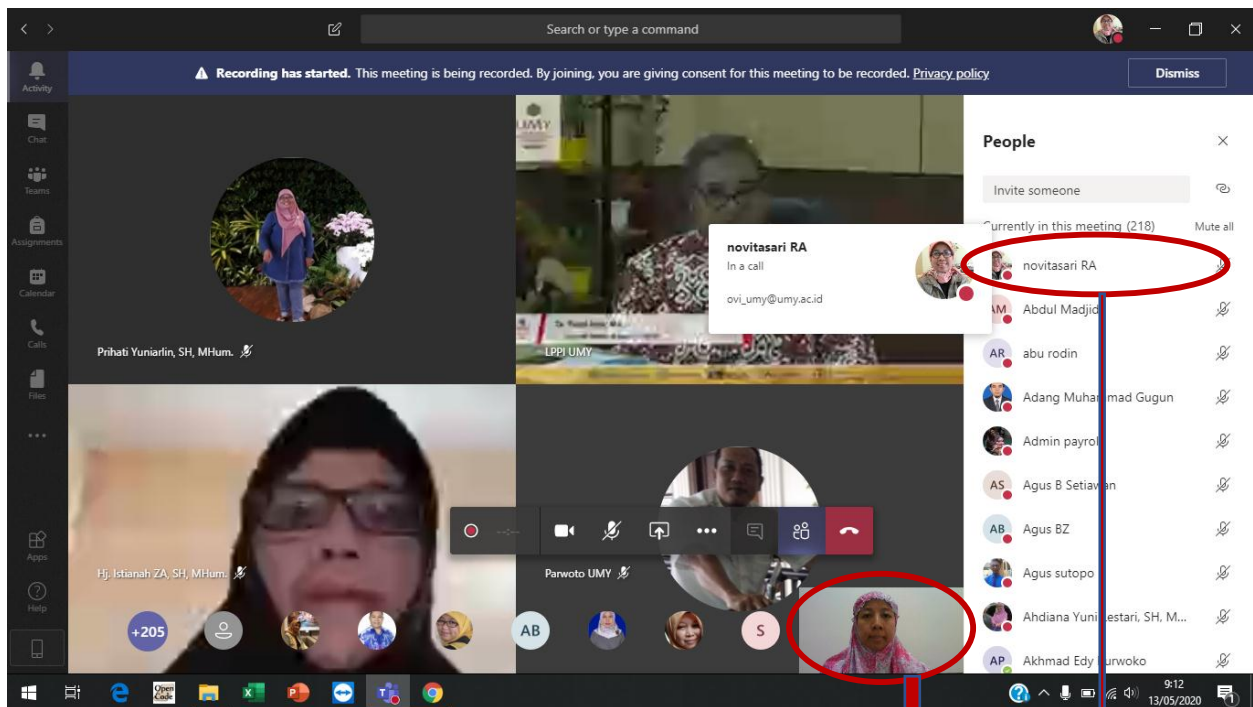 Search or type a command
Recording has started. This meeting is being recorded. By joining, you are giving consent for this meeting to be recorded. Privacy policy
Dismiss
Activity
Chat
Teams
Assignments
Calendar
Calls
Files
Apps
Help
Prihati Yuniarlin, SH, MHum.
UMY
LPPI UMY
Hj. Istianah ZA, SH, MHum.
Parwoto UMY
+205
AB
S
novitasari RA
In a call
ovi_umy@umy.ac.id
People
Invite someone
Currently in this meeting (218)
Mute all
novitasari RA
AM Abdul Madjid
AR abu rodin
Adang Muhammad Gugun
Admin payrol
AS Agus B Setiawan
AB Agus BZ
Agus sutopo
Ahdiana Yuni Lestari, SH, M...
AP Akhmad Edy Purwoko
Open Code
9:12
13/05/2020